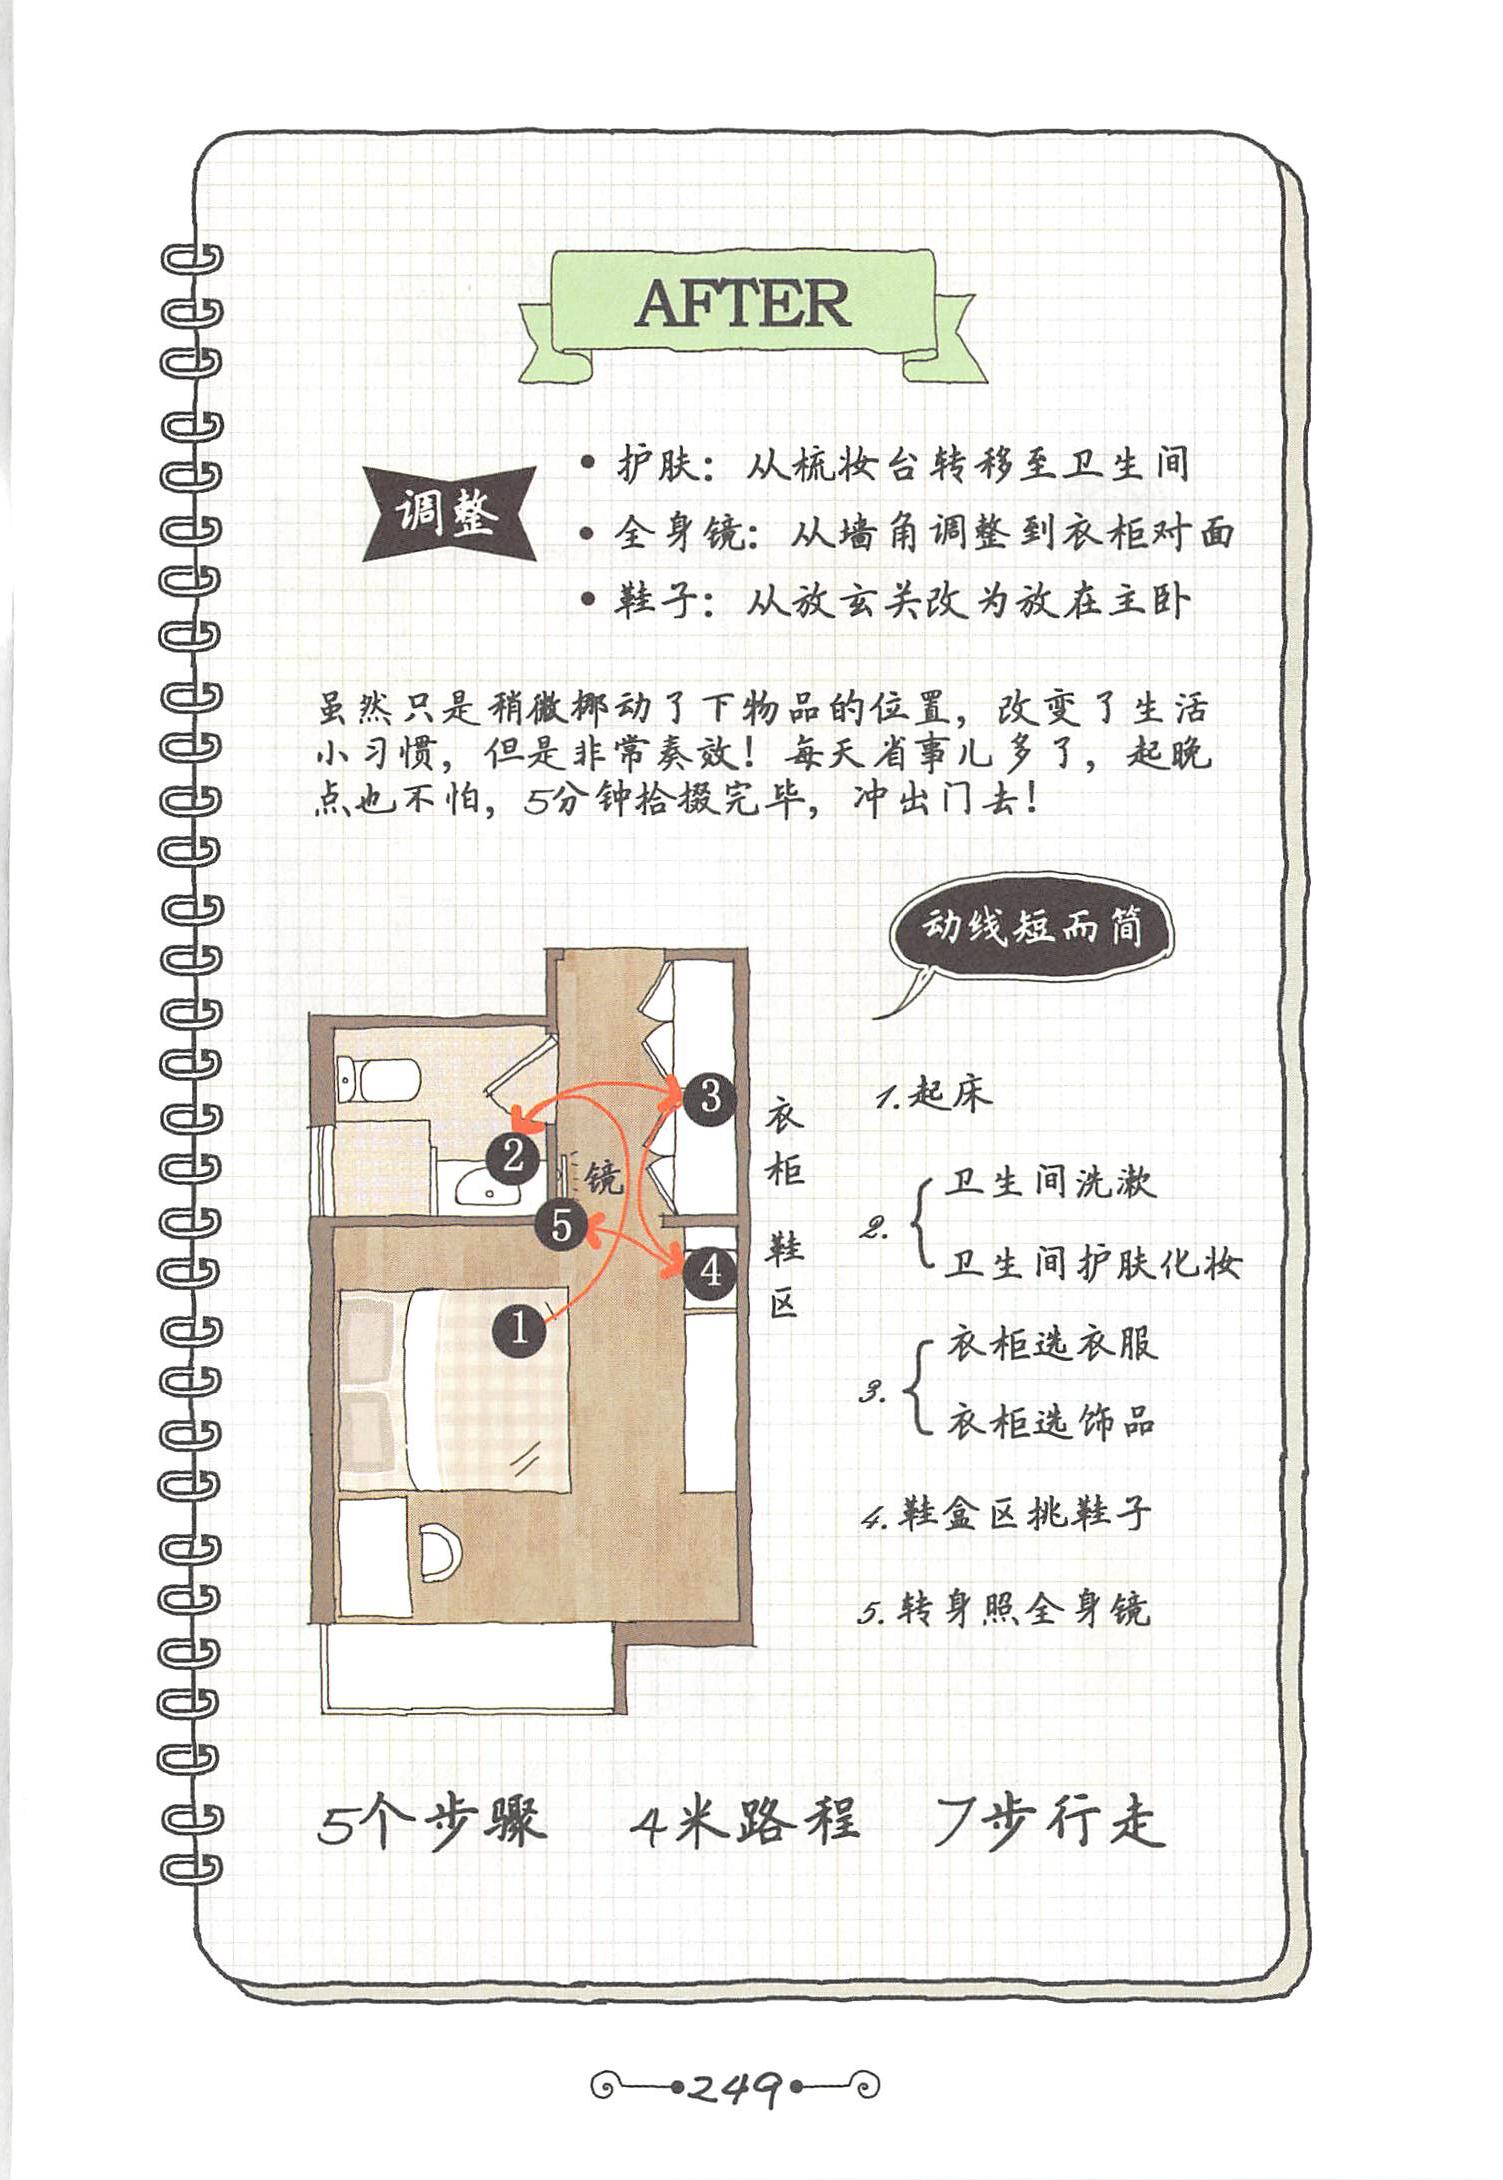 AFTER
调整
• 护肤：从梳妆台转移至卫生间
• 全身镜：从墙角调整到衣柜对面
• 鞋子：从放玄关改为放在主卧
虽然只是稍微挪动了下物品的位置，改变了生活
小习惯，但是非常奏效！每天省事儿多了，起晚
点也不怕，5分钟拾掇完毕，冲出门去！
动线短而简
3
2
镜
5
4
1
衣柜
鞋区
1.起床
2.
卫生间洗漱
卫生间护肤化妆
3.
衣柜选衣服
衣柜选饰品
4.鞋盒区挑鞋子
5.转身照全身镜
5个步骤 4米路程 7步行走
249